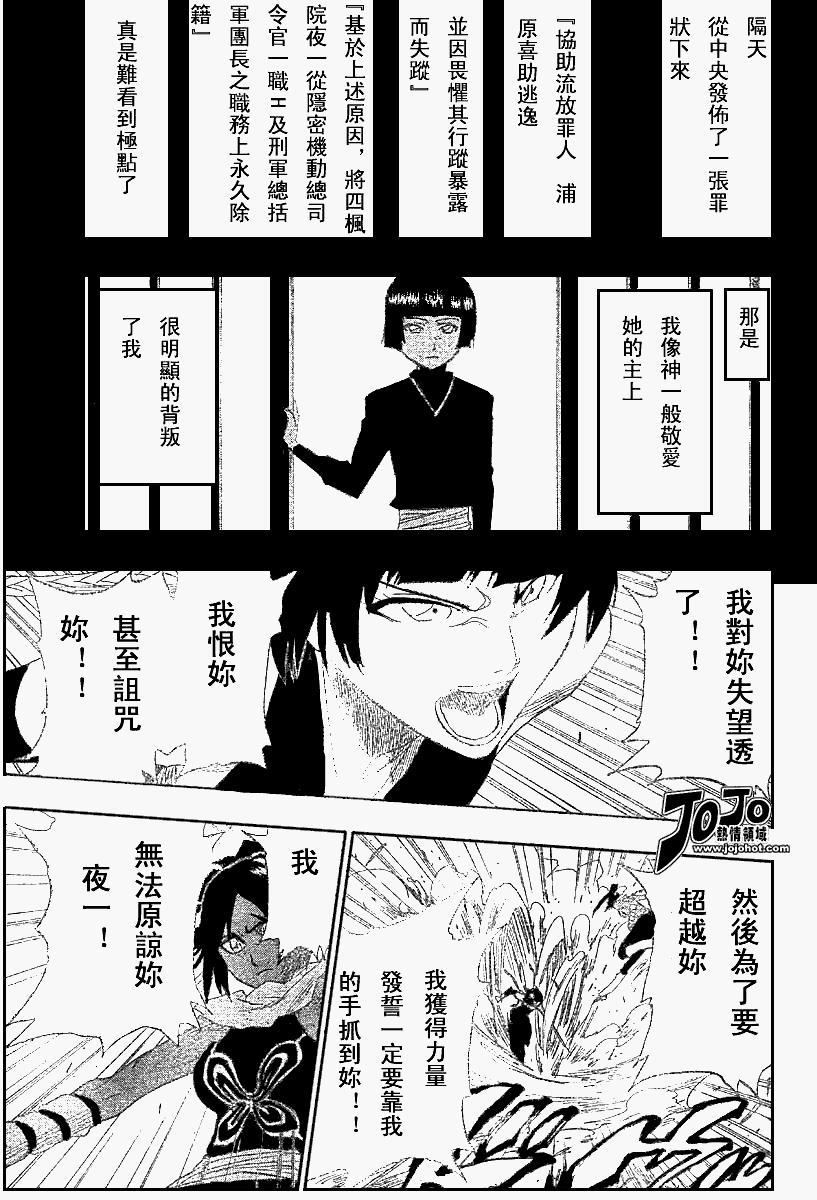 隔天
從中央發佈了一張罪
狀下來
『協助流放罪人　浦
原喜助逃逸
並因畏懼其行蹤暴露
而失蹤』
『基於上述原因，將四楓
院夜一從隱密機動總司
令官一職以及刑軍總括
軍團長之職務上永久除
籍』
真是難看到極點了
那是
我像神一般敬愛
她的主上
很明顯的背叛
了我
我對妳失望透
了！！
我恨妳
甚至詛咒
妳！！
然後為了要
超越妳
我獲得力量
發誓一定要靠我
的手抓到妳！！
我
無法原諒妳
夜一！
JOJO
熱情領域
www.jojohot.com